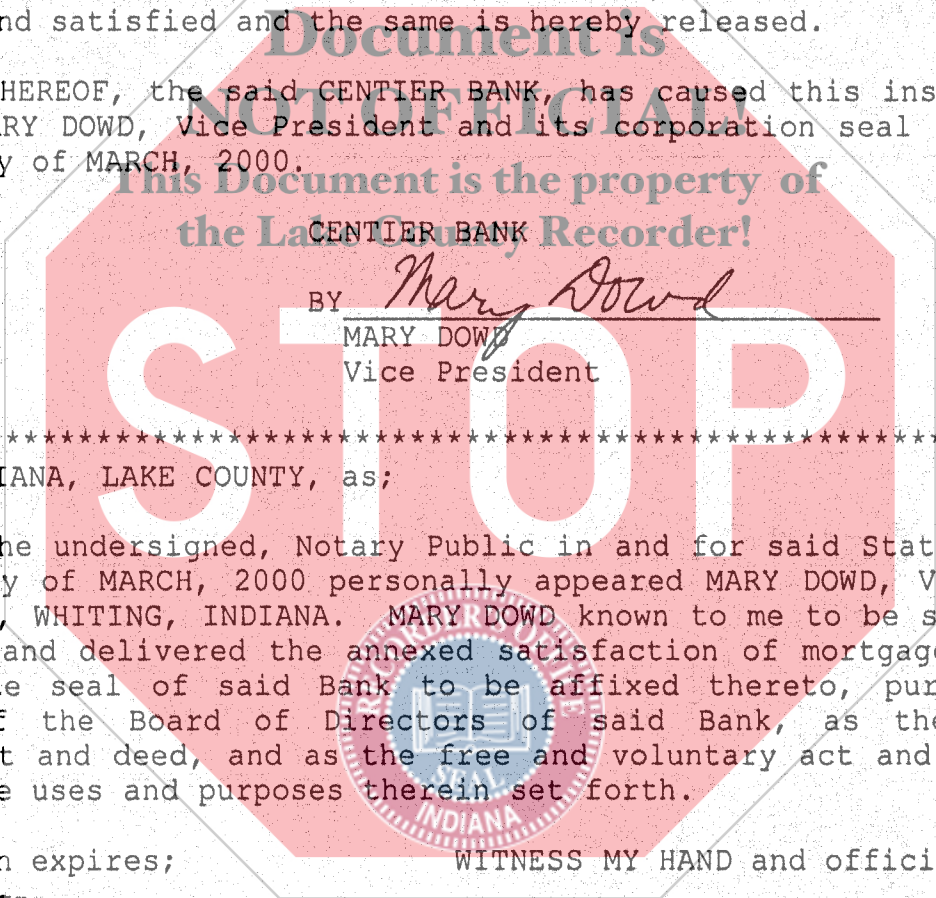 nd satisfied and the same is hereby released.
Document is
HEREOF, the said CENTIER BANK, has caused this ins
NOT OFFICIAL!
ARY DOWD, Vice President and its corporation seal
y of MARCH, 2000.
This Document is the property of
the Lake County Recorder!
CENTIER BANK
BY Mary Dowd
MARY DOWD
Vice President
STOP
**************************************************
IANA, LAKE COUNTY, as;
he undersigned, Notary Public in and for said Stat
y of MARCH, 2000 personally appeared MARY DOWD, V
, WHITING, INDIANA. MARY DOWD known to me to be s
and delivered the annexed satisfaction of mortgag
e seal of said Bank to be affixed thereto, pur
f the Board of Directors of said Bank, as the
t and deed, and as the free and voluntary act and
e uses and purposes therein set forth.
RECORDER OF
SEAL
INDIANA
n expires;     WITNESS MY HAND and offici